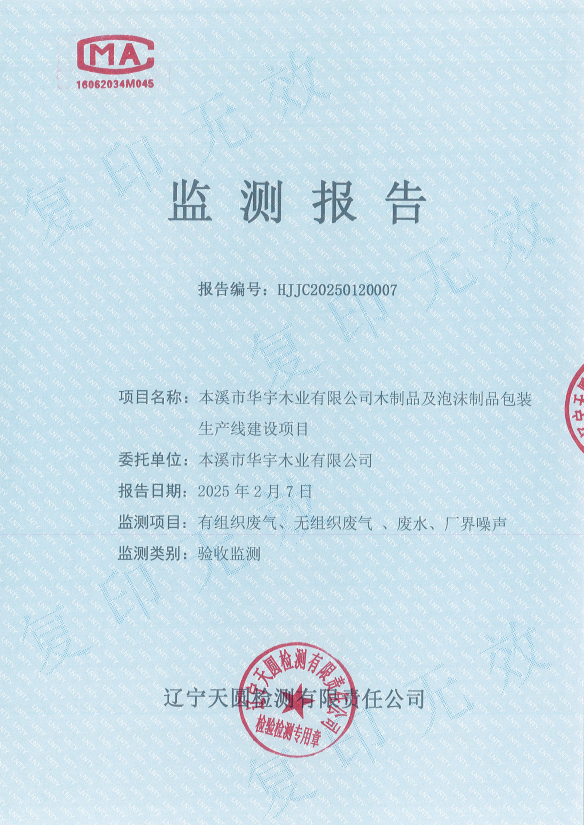 CMA
16062034M045
监测报告
报告编号：HJJC20250120007
项目名称：本溪市华宇木业有限公司木制品及泡沫制品包装
生产线建设项目
委托单位：本溪市华宇木业有限公司
报告日期：2025 年 2 月 7 日
监测项目：有组织废气、无组织废气 、废水、厂界噪声
监测类别：验收监测
辽宁天圆检测有限责任公司
辽宁天圆检测有限责任公司
检验检测专用章
复印无效
复印无效
复印无效
复印无效